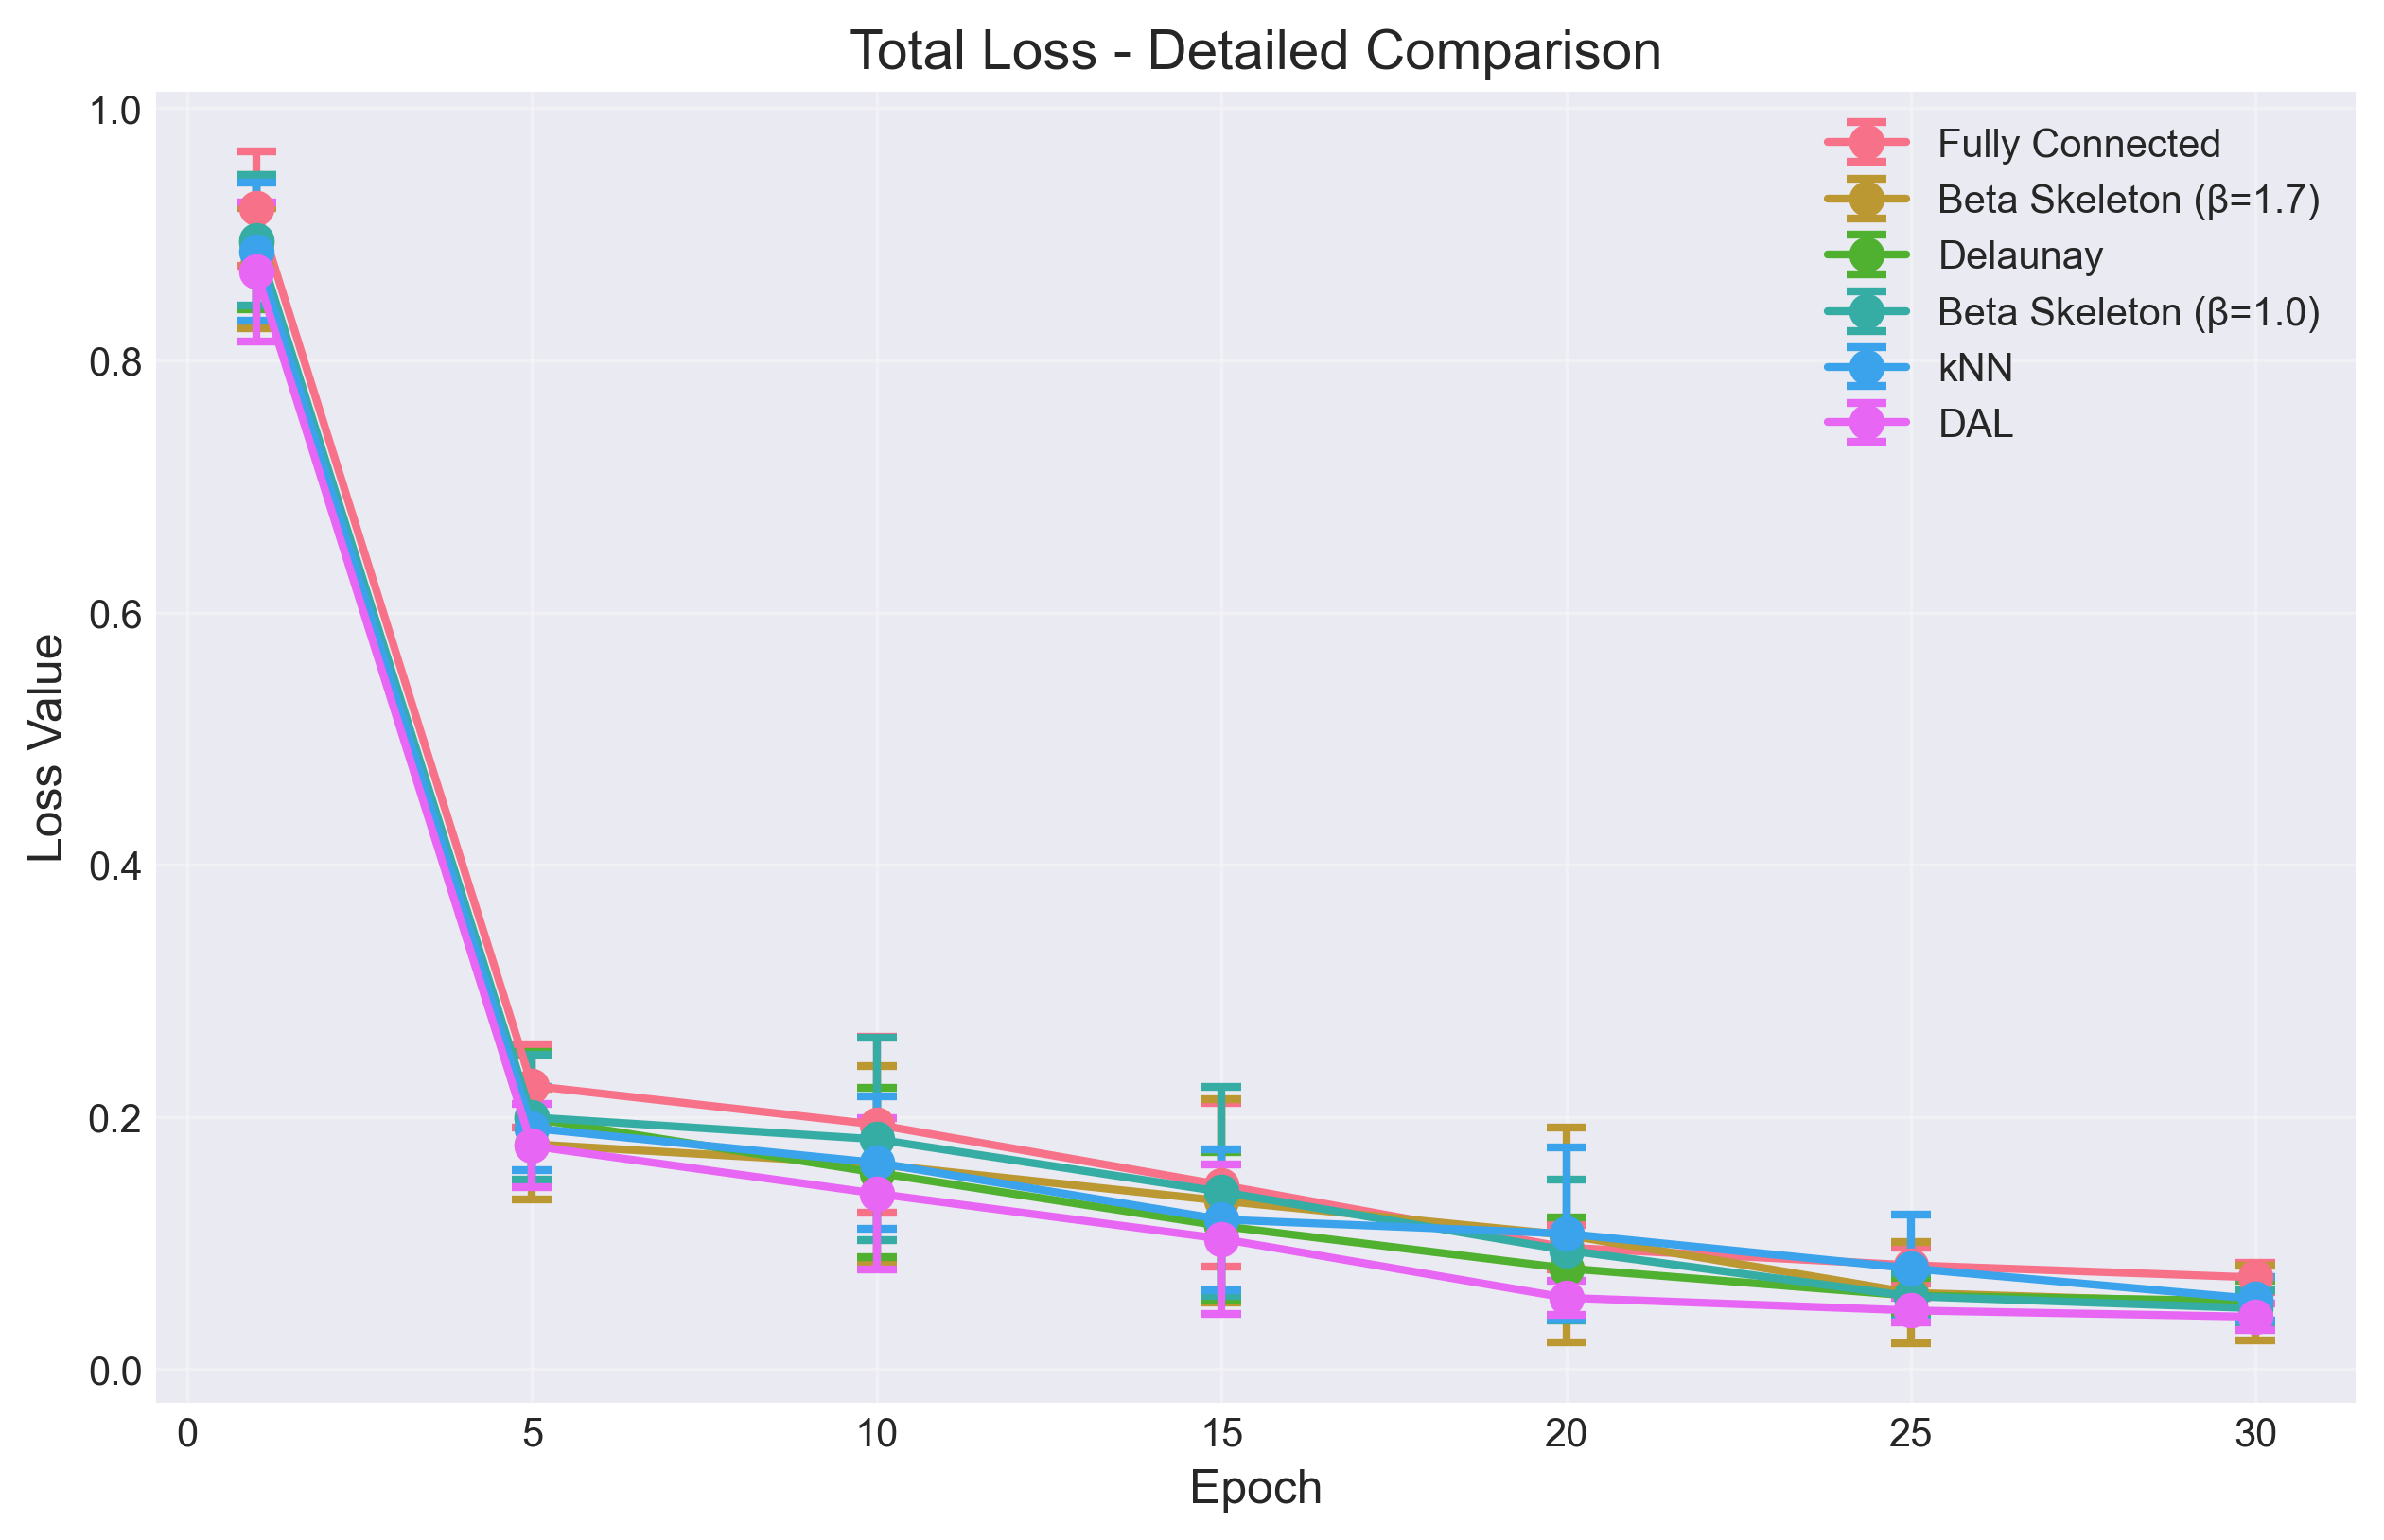 Total Loss - Detailed Comparison
1.0
0.8
0.6
0.4
0.2
0.0
Loss Value
Fully Connected
Beta Skeleton (β=1.7)
Delaunay
Beta Skeleton (β=1.0)
kNN
DAL
0 5 10 15 20 25 30
Epoch